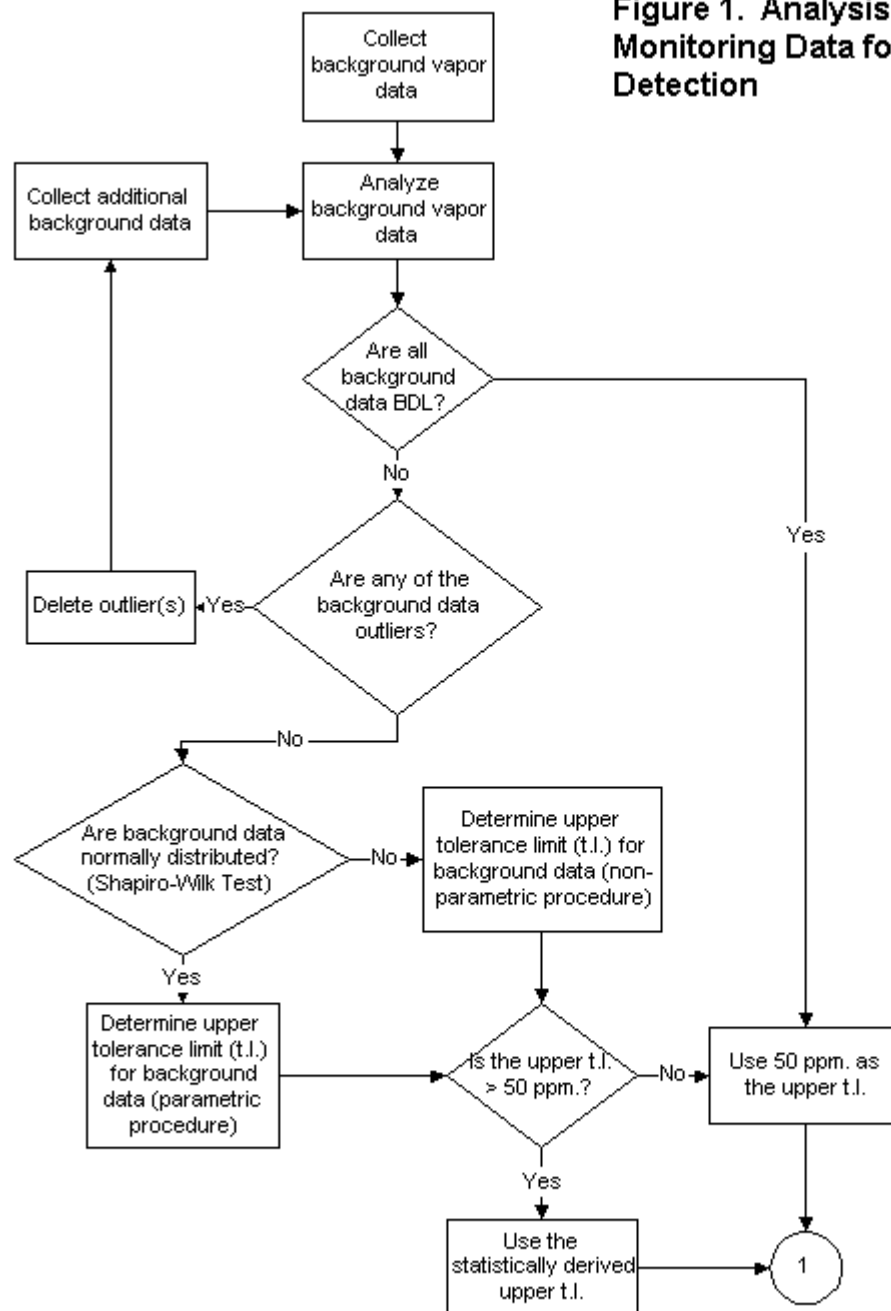 Figure 1. Analysis
Monitoring Data fo
Detection
Collect
background vapor
data
Collect additional
background data
Analyze
background vapor
data
Are all
background
data BDL?
No
Yes
Are any of the
background data
outliers?
Yes
Delete outlier(s)
No
Are background data
normally distributed?
(Shapiro-Wilk Test)
No
Determine upper
tolerance limit (t.l.) for
background data (non-
parametric procedure)
Yes
Determine upper
tolerance limit (t.l.)
for background
data (parametric
procedure)
Is the upper t.l.
> 50 ppm.?
No
Use 50 ppm. as
the upper t.l.
Yes
Use the
statistically derived
upper t.l.
1